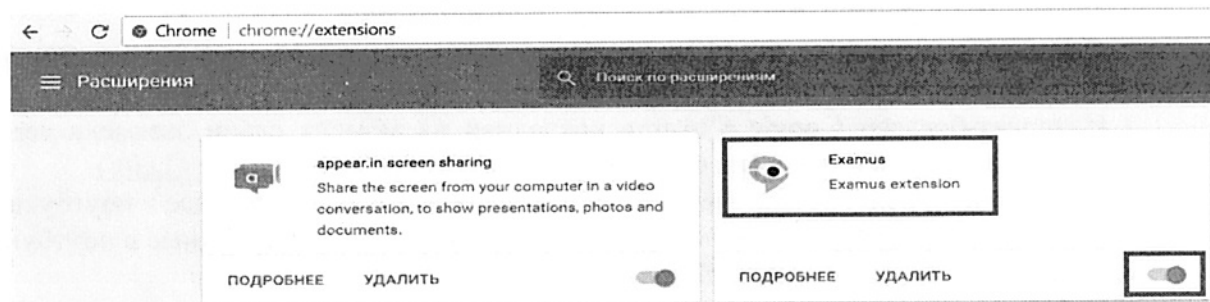 Chrome | chrome://extensions
Расширения
Поиск по расширениям
appear.in screen sharing
Share the screen from your computer in a video
conversation, to show presentations, photos and
documents.
ПОДРОБНЕЕ УДАЛИТЬ
Examus
Examus extension
ПОДРОБНЕЕ УДАЛИТЬ